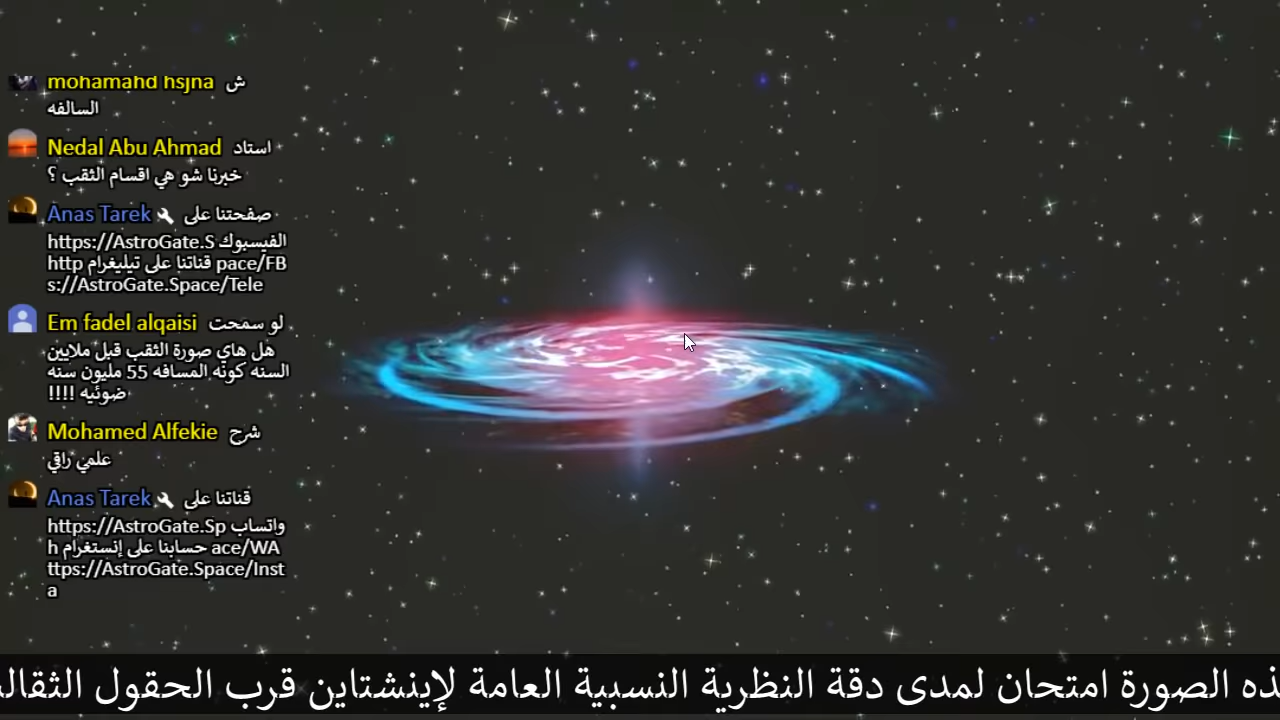 mohamahd hsjna ش
السالفه
Nedal Abu Ahmad استاد
خبرنا شو هي اقسام الثقب ؟
Anas Tarek صفحتنا على
الفيسبوك https://AstroGate.S
pace/FB قناتنا على تيليغرام http
s://AstroGate.Space/Tele
Em fadel alqaisi لو سمحت
هل هاي صورة الثقب قبل ملايين
السنه كونه المسافه 55 مليون سنه
ضوئيه !!!!
Mohamed Alfekie شرح
علمي راقي
Anas Tarek قناتنا على
واتساب https://AstroGate.Sp
ace/WA حسابنا على إنستغرام h
ttps://AstroGate.Space/Inst
a
ذه الصورة امتحان لمدى دقة النظرية النسبية العامة لإينشتاين قرب الحقول الثقال